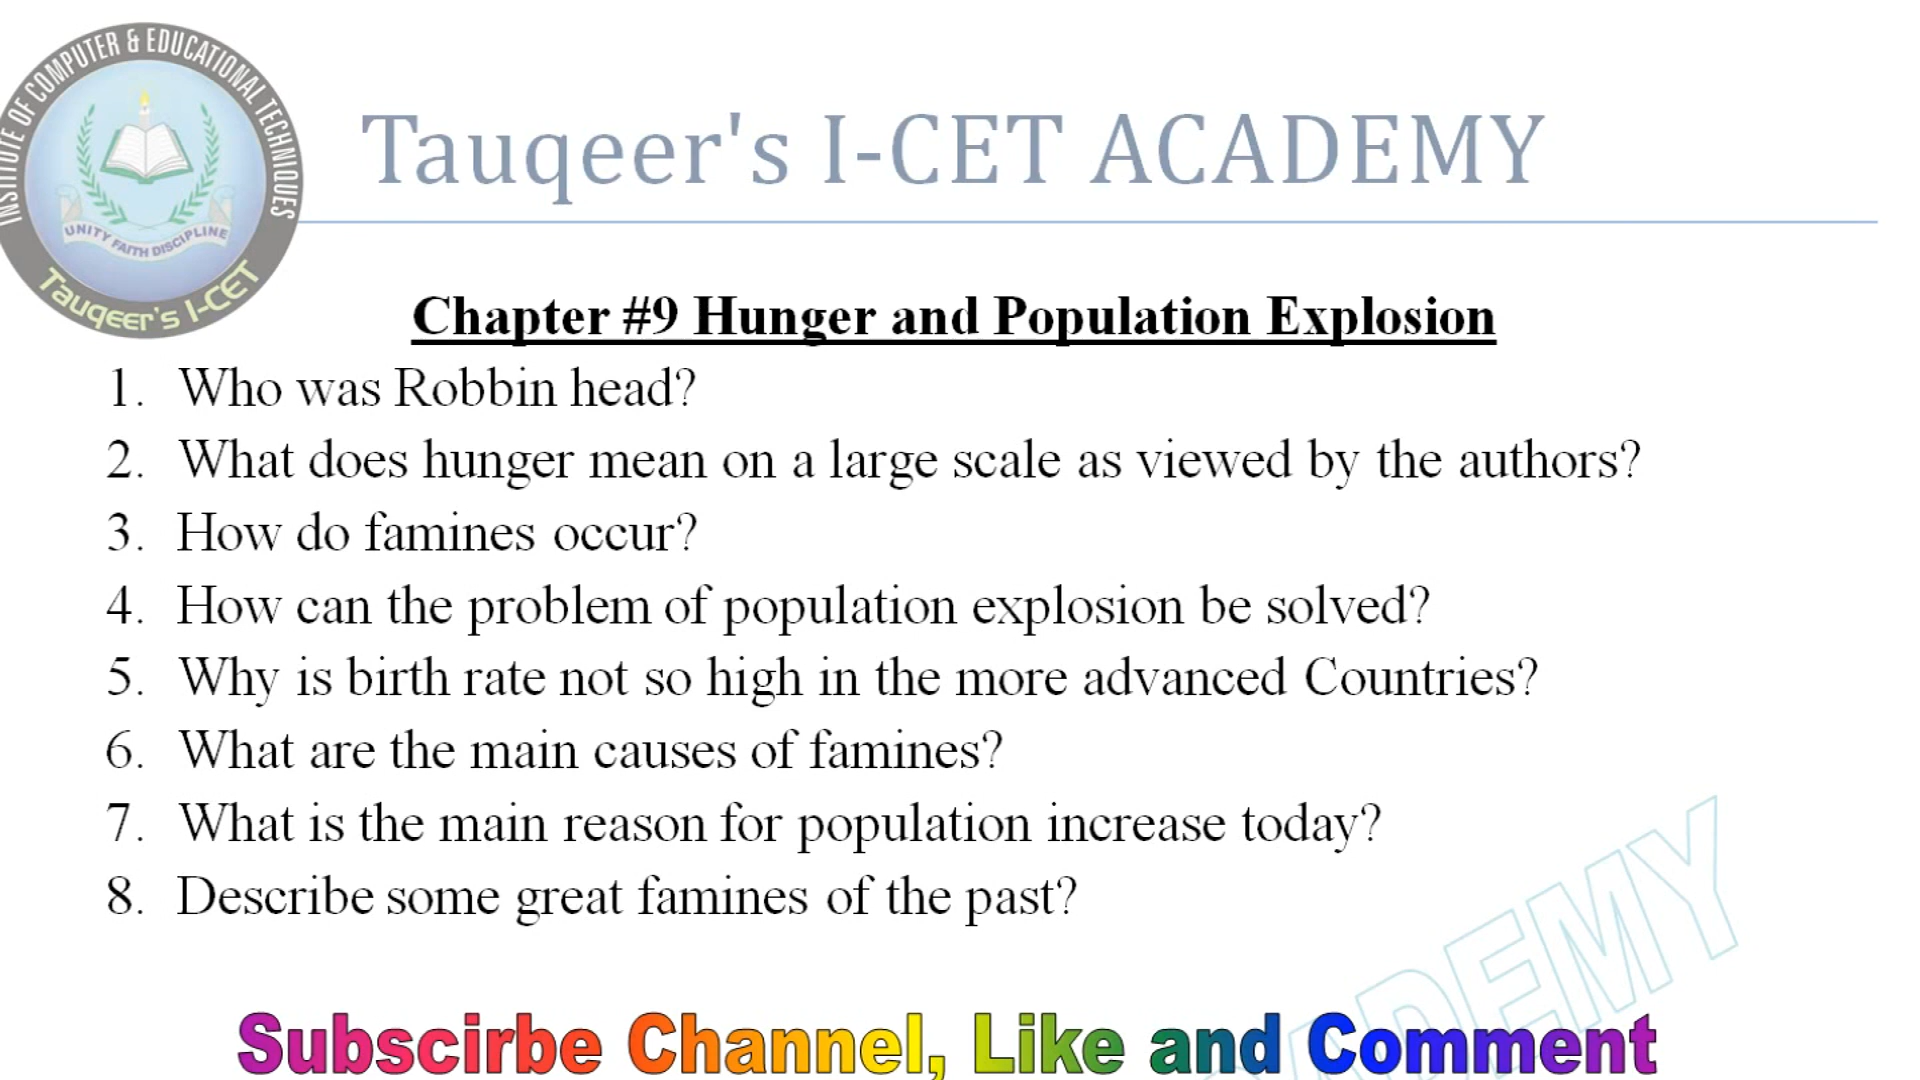 INSTITUTE OF COMPUTER & EDUCATIONAL TECHNIQUES
UNITY FAITH DISCIPLINE
Tauqeer's I-CET
Tauqeer's I-CET ACADEMY
Chapter #9 Hunger and Population Explosion
1. Who was Robbin head?
2. What does hunger mean on a large scale as viewed by the authors?
3. How do famines occur?
4. How can the problem of population explosion be solved?
5. Why is birth rate not so high in the more advanced Countries?
6. What are the main causes of famines?
7. What is the main reason for population increase today?
8. Describe some great famines of the past?
ADEMY
Subscirbe Channel, Like and Comment